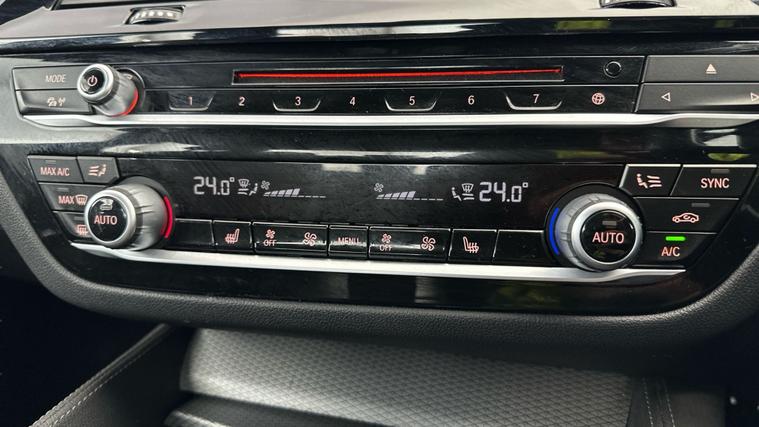 MODE
1 2 3 4 5 6 7
MAX A/C
24.0°
24.0°
SYNC
MAX
AUTO
AUTO
OFF
MENU
OFF
A/C